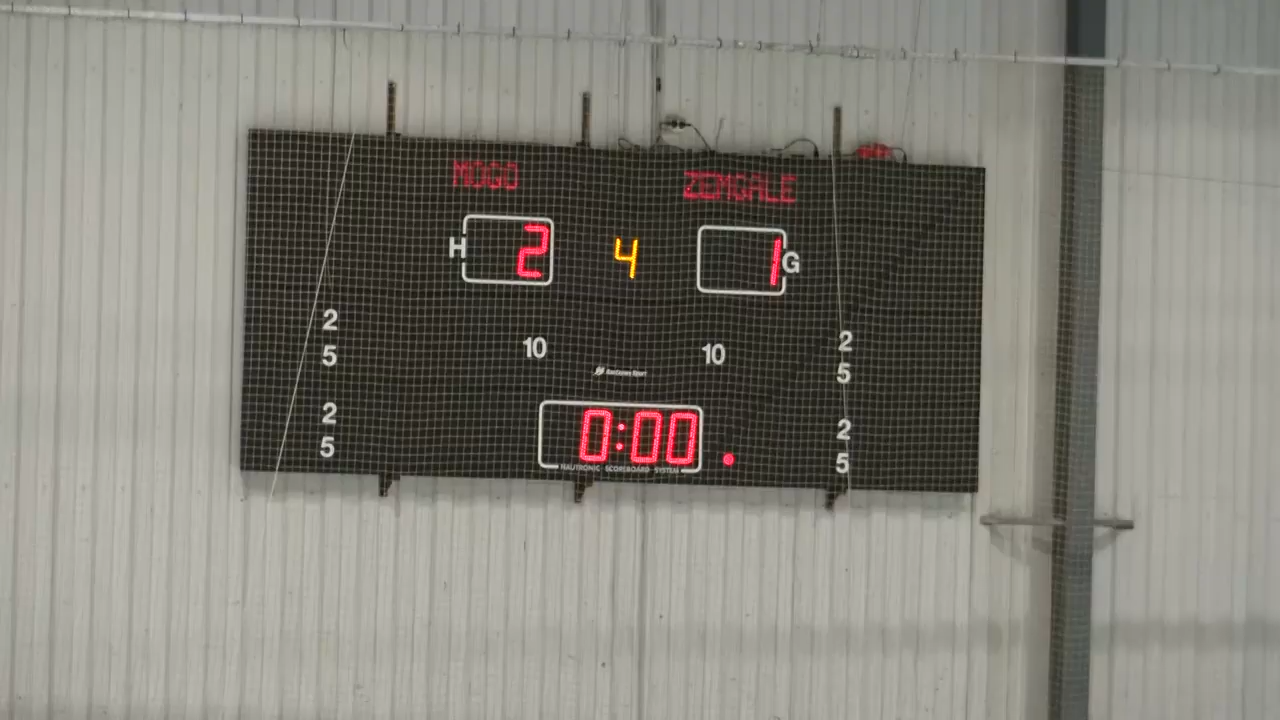 MOGO ZEMGALE
H 2 4 1 G
2 2
5 10 10 5
2 2
5 0:00 5
NAUTRONIC SCOREBOARD SYSTEM